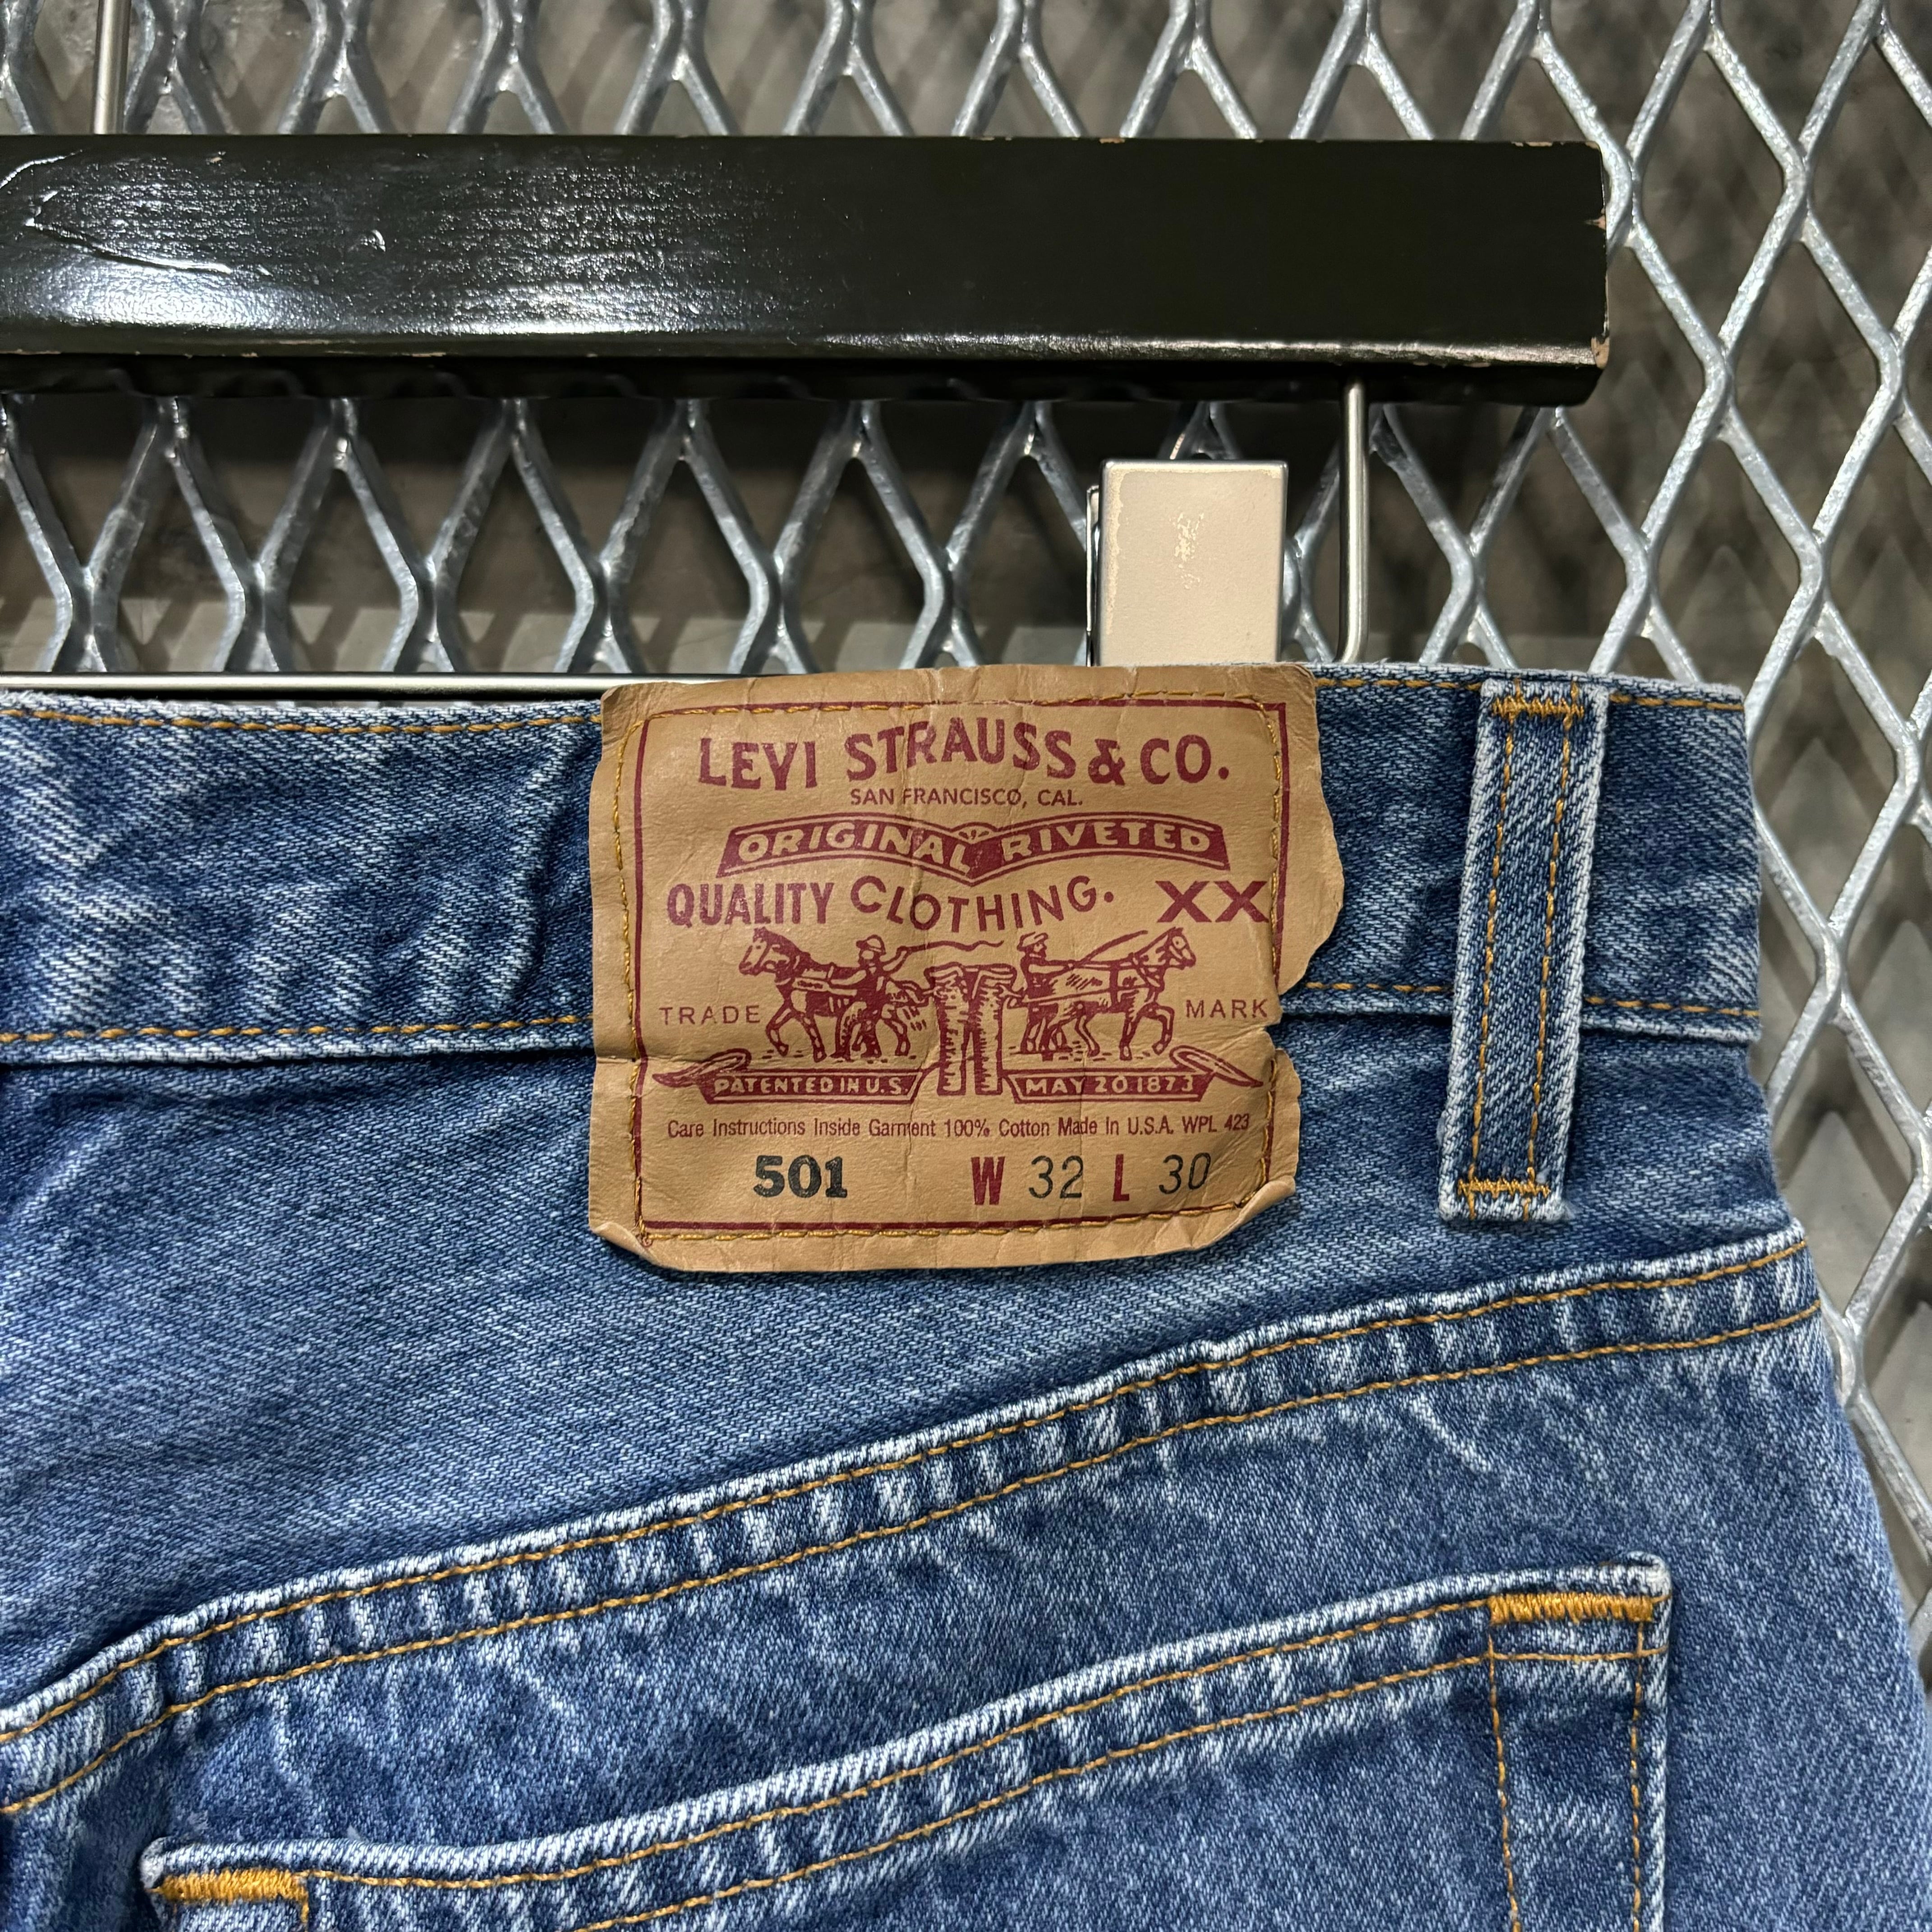 LEVI STRAUSS & CO.
SAN FRANCISCO, CAL.
ORIGINAL RIVETED
QUALITY CLOTHING. XX
TRADE MARK
PATENTED IN U.S. MAY 20 1873
Care Instructions Inside Garment 100% Cotton Made In U.S.A. WPL 423
501 W 32 L 30